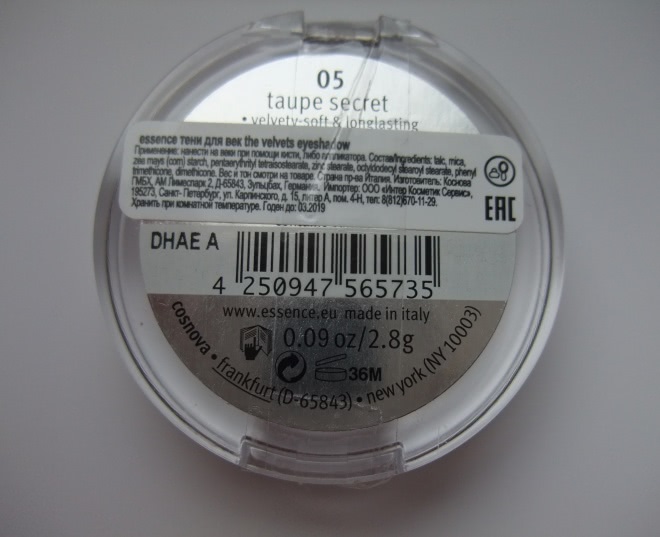 05
taupe secret
• velvety-soft & longlasting
essence тени для век the velvets eyeshadow
Применение: нанести на веки при помощи кисти, либо аппликатора. Состав/Ingredients: talc, mica,
zea mays (corn) starch, pentaerythrityl tetraisostearate, zinc stearate, octyldodecyl stearoyl stearate, phenyl
trimethicone, dimethicone. Вес и тон смотри на товаре. Страна пр-ва Италия. Изготовитель: Коснова
ГМБХ, АМ Лимеспарк 2, Д-65843, Зульцбах, Германия. Импортер: ООО «Интер Косметик Сервис»,
195273, Санкт- Петербург, ул. Карпинского, д. 15, литер А, пом. 4-Н, тел: 8(812)670-11-29.
Хранить при комнатной температуре. Годен до: 03.2019
EAC
DHAE A
4 250947 565735
www.essence.eu made in italy
0.09 oz/2.8g
36M
cosnova • frankfurt (D-65843) • new york (NY 10003)